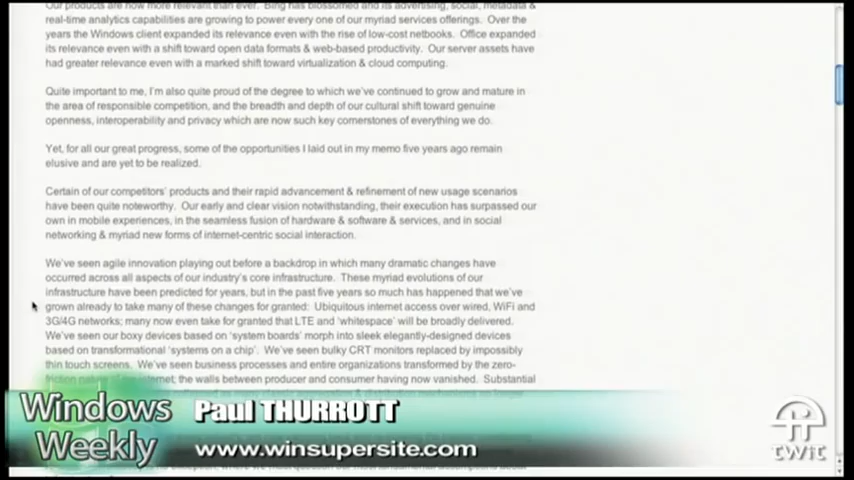 Our products are now more relevant than ever. Bing has blossomed and its advertising, social, metadata &
real-time analytics capabilities are growing to power every one of our myriad services offerings. Over the
years the Windows client expanded its relevance even with the rise of low-cost netbooks. Office expanded
its relevance even with a shift toward open data formats & web-based productivity. Our server assets have
had greater relevance even with a marked shift toward virtualization & cloud computing.
Quite important to me, I'm also quite proud of the degree to which we've continued to grow and mature in
the area of responsible competition, and the breadth and depth of our cultural shift toward genuine
openness, interoperability and privacy which are now such key cornerstones of everything we do.
Yet, for all our great progress, some of the opportunities I laid out in my memo five years ago remain
elusive and are yet to be realized.
Certain of our competitors' products and their rapid advancement & refinement of new usage scenarios
have been quite noteworthy. Our early and clear vision notwithstanding, their execution has surpassed our
own in mobile experiences, in the seamless fusion of hardware & software & services, and in social
networking & myriad new forms of internet-centric social interaction.
We've seen agile innovation playing out before a backdrop in which many dramatic changes have
occurred across all aspects of our industry's core infrastructure. These myriad evolutions of our
infrastructure have been predicted for years, but in the past five years so much has happened that we've
grown already to take many of these changes for granted: Ubiquitous internet access over wired, WiFi and
3G/4G networks; many now even take for granted that LTE and 'whitespace' will be broadly delivered.
We've seen our boxy devices based on 'system boards' morph into sleek elegantly-designed devices
based on transformational 'systems on a chip'. We've seen bulky CRT monitors replaced by impossibly
thin touch screens. We've seen business processes and entire organizations transformed by the zero-
friction nature of the internet; the walls between producer and consumer having now vanished. Substantial
Windows
Weekly
Paul THURROTT
www.winsupersite.com
twit